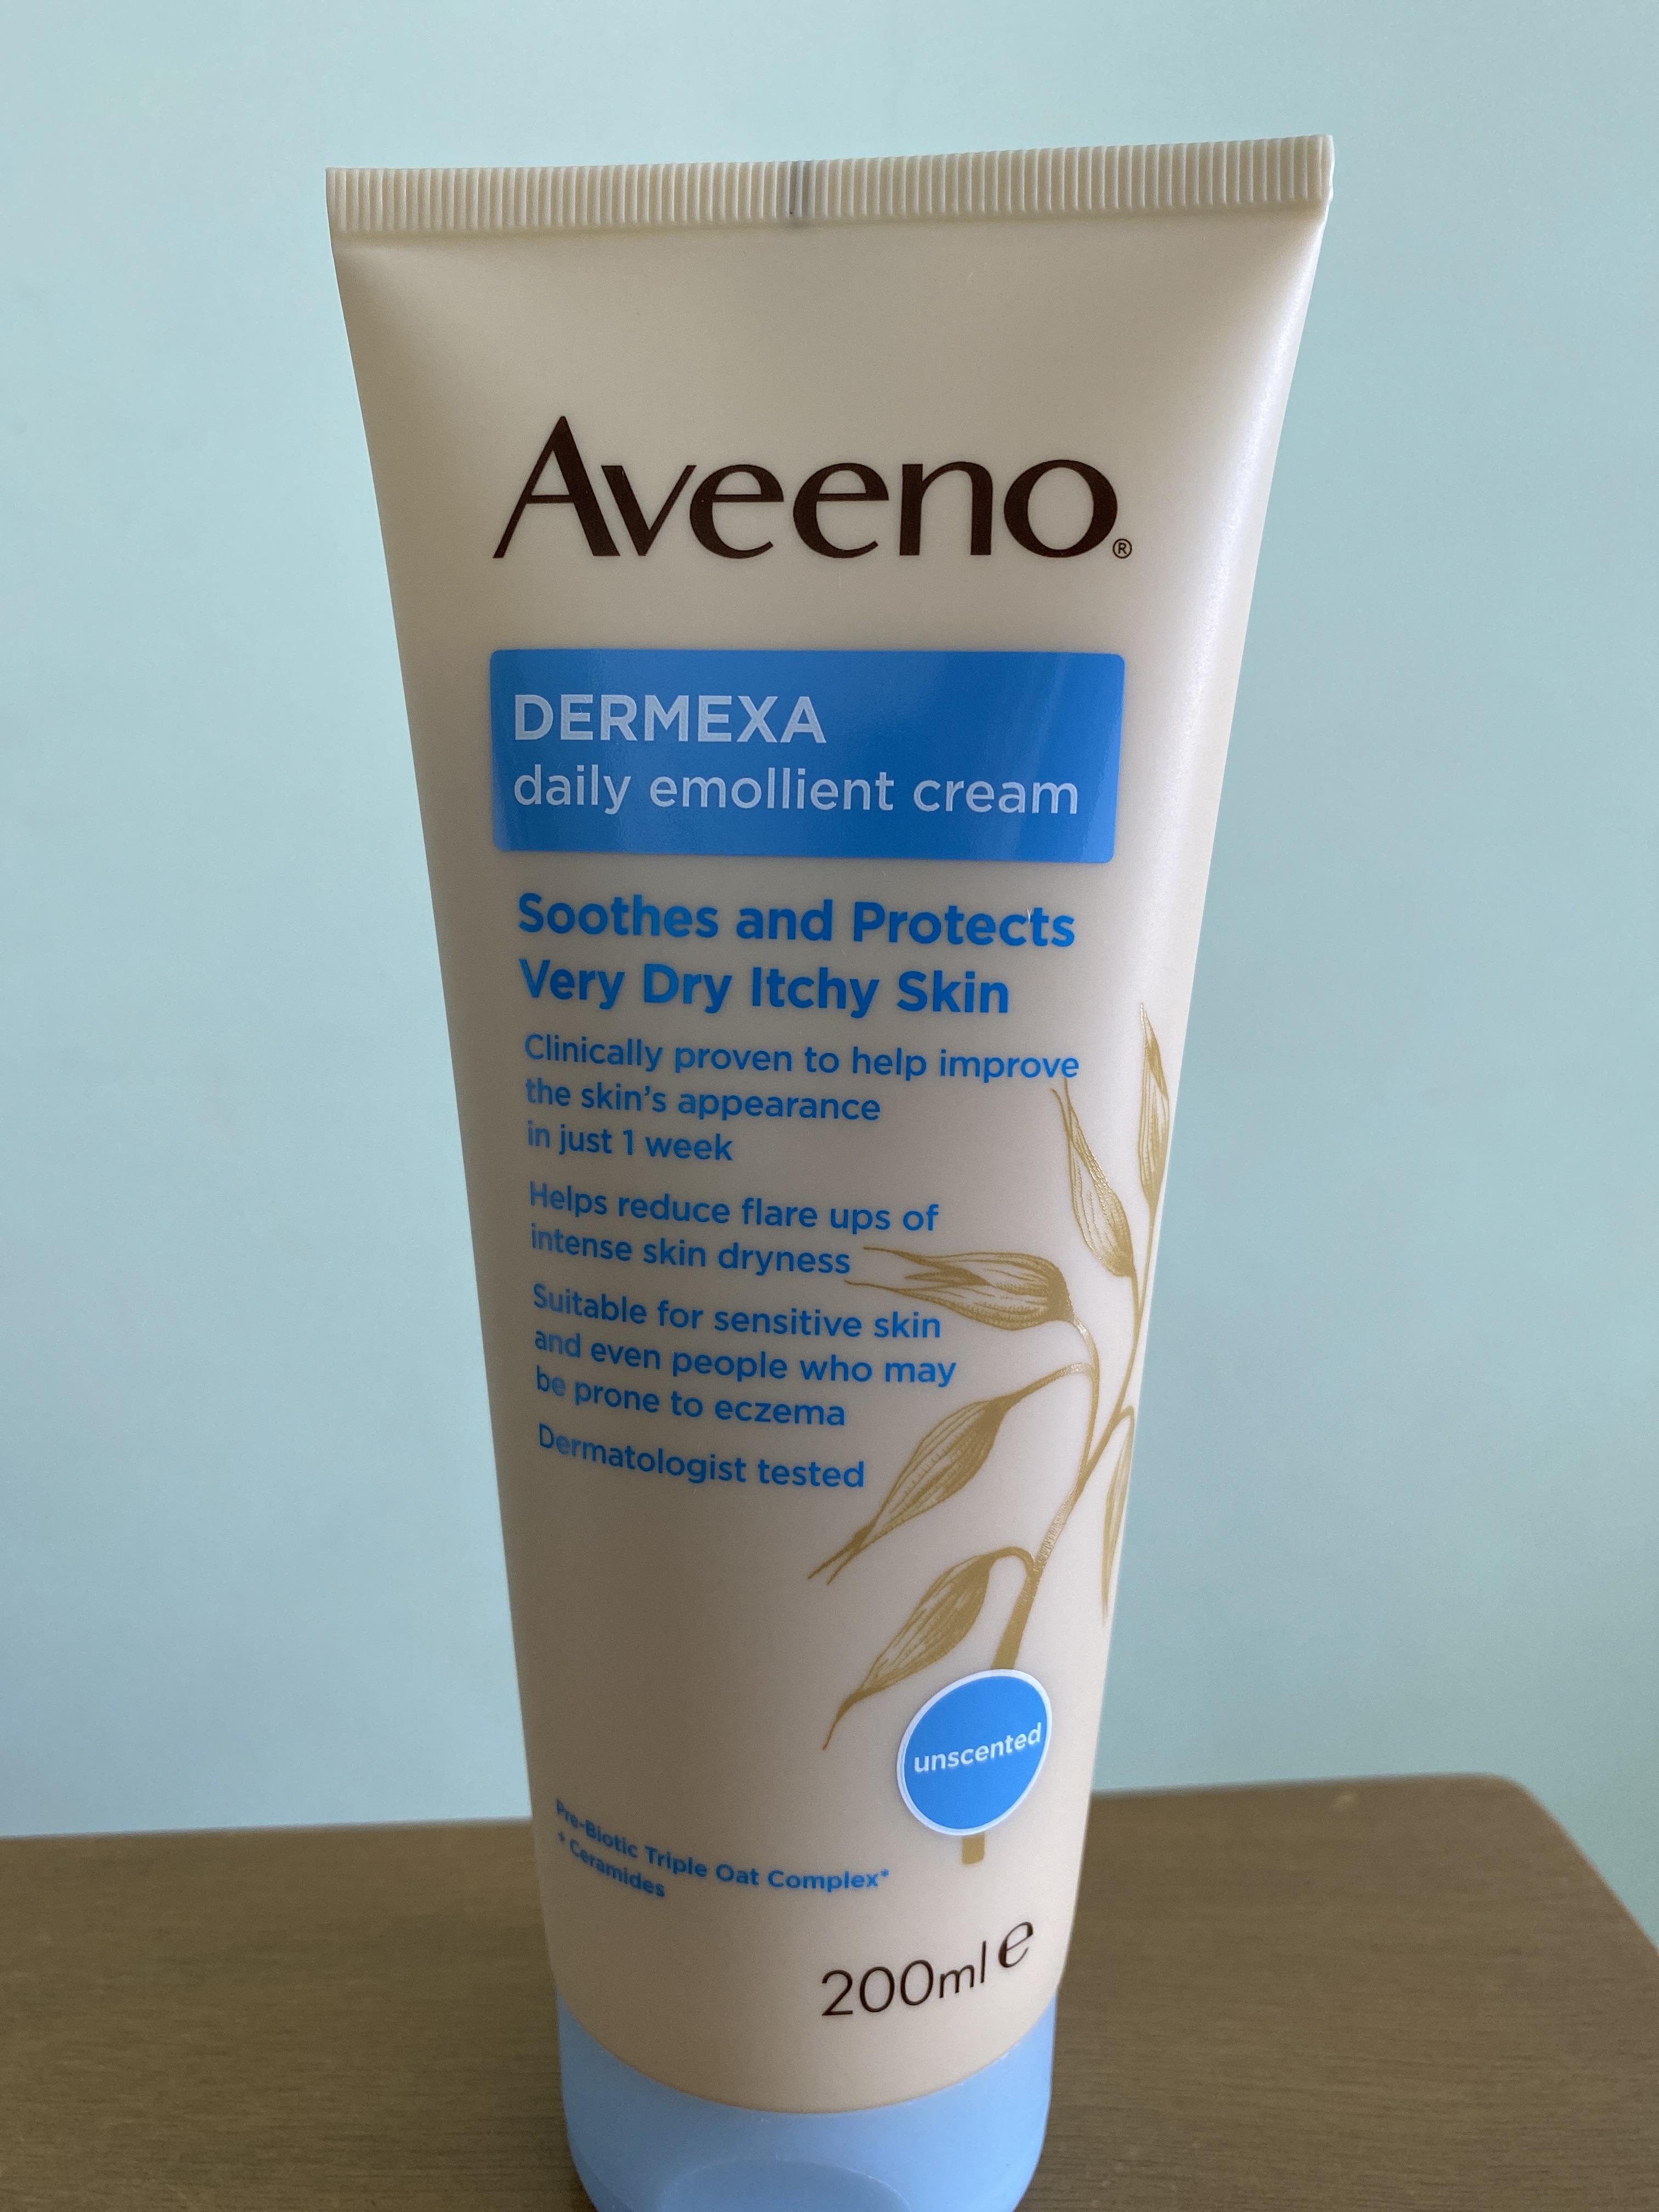 Aveeno®
DERMEXA
daily emollient cream
Soothes and Protects
Very Dry Itchy Skin
Clinically proven to help improve
the skin's appearance
in just 1 week
Helps reduce flare ups of
intense skin dryness
Suitable for sensitive skin
and even people who may
be prone to eczema
Dermatologist tested
unscented
Pre-Biotic Triple Oat Complex*
+ Ceramides
200ml ℮